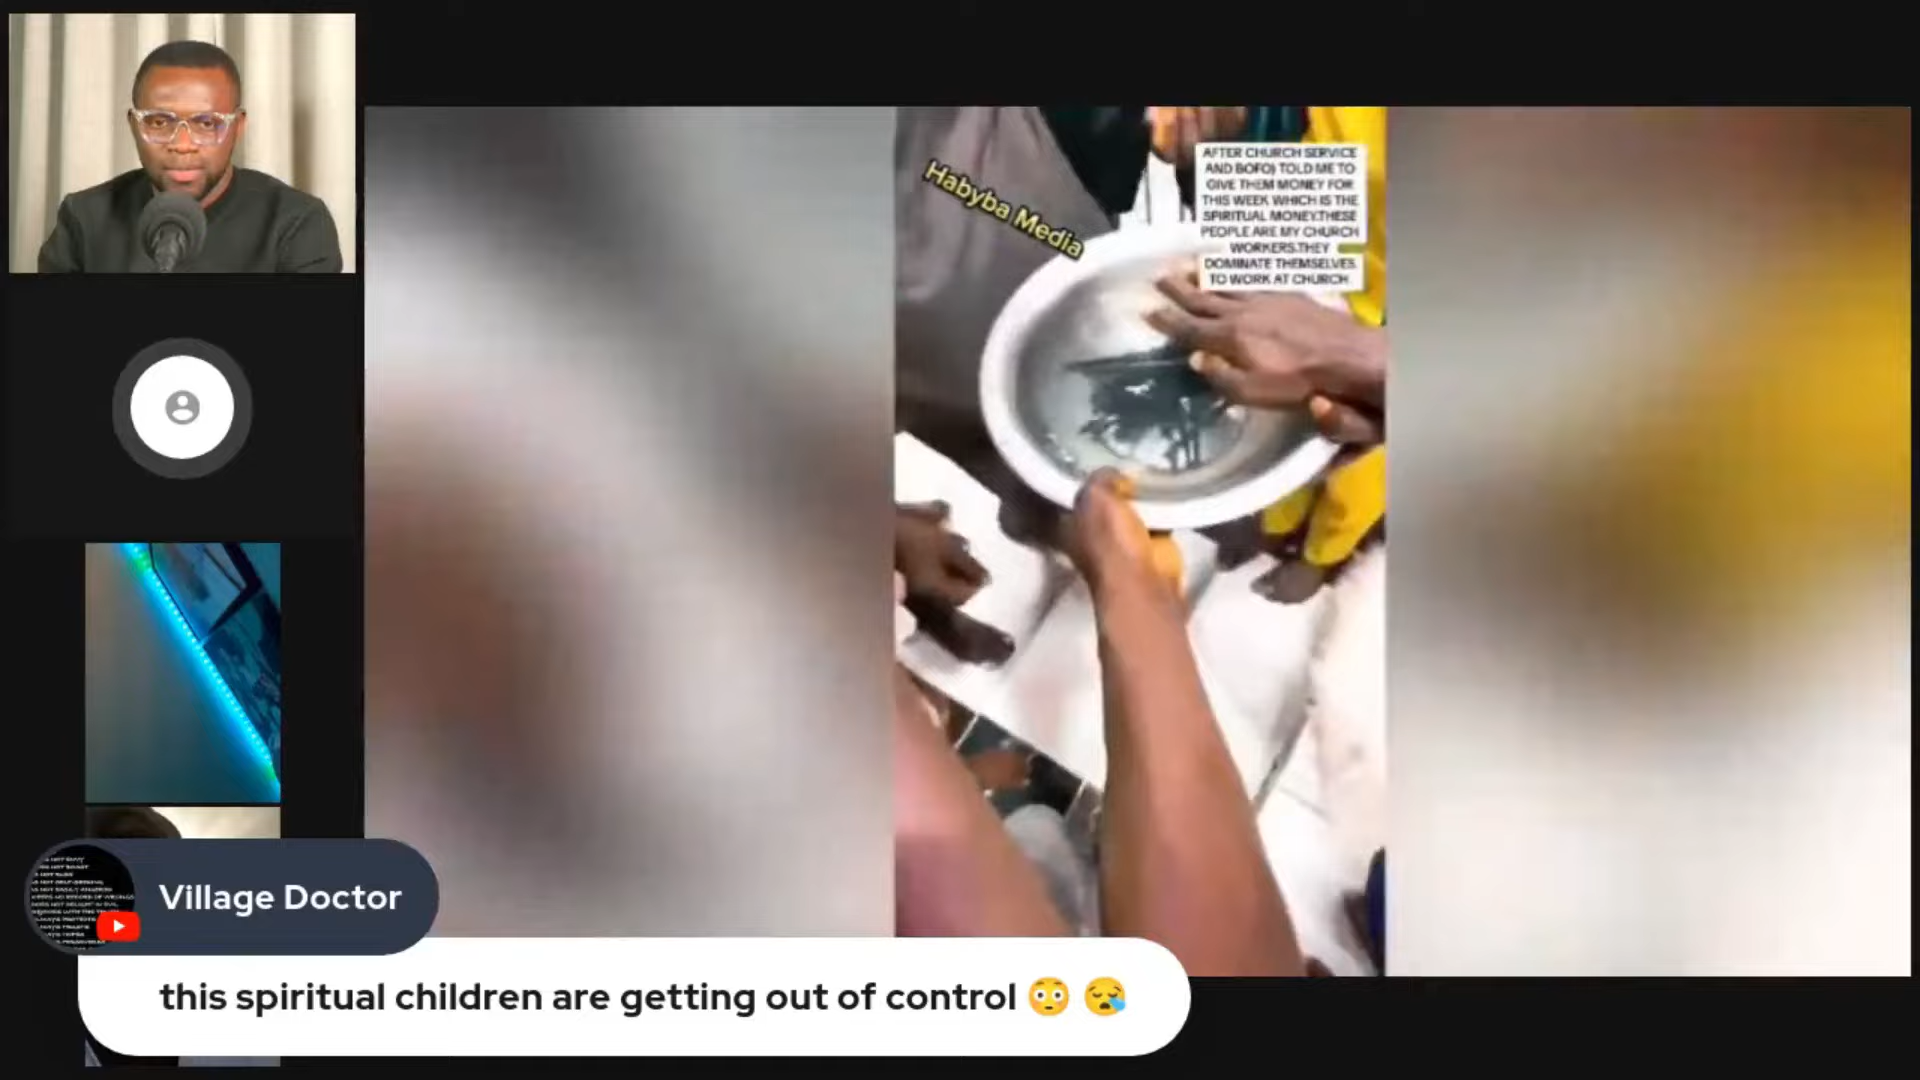 Habyba Media
AFTER CHURCH SERVICE
AND BOFO) TOLD ME TO
GIVE THEM MONEY FOR
THIS WEEK WHICH IS THE
SPIRITUAL MONEY.THESE
PEOPLE ARE MY CHURCH
WORKERS.THEY
DOMINATE THEMSELVES
TO WORK AT CHURCH
Village Doctor
this spiritual children are getting out of control 😳 😪